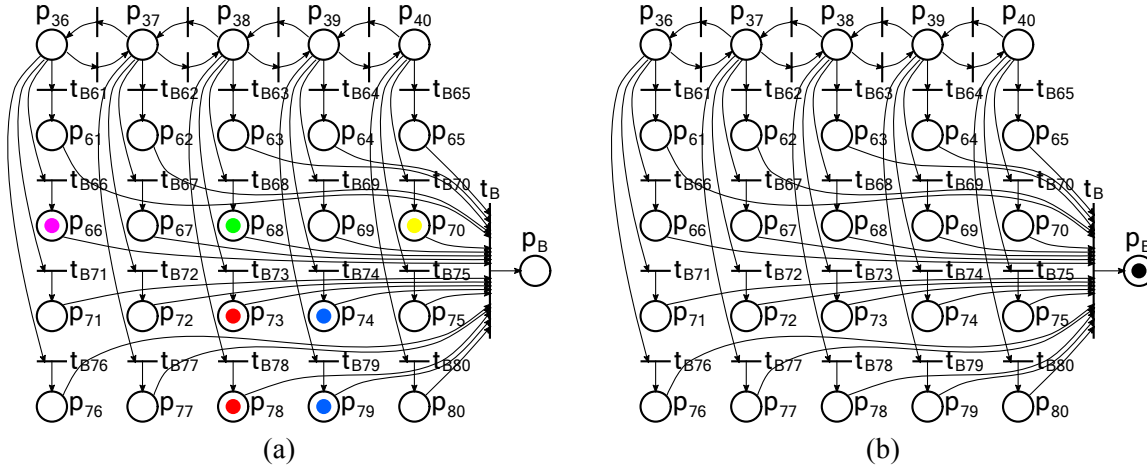 p36 p37 p38 p39 p40 p36 p37 p38 p39 p40
tB61 tB62 tB63 tB64 tB65 tB61 tB62 tB63 tB64 tB65
p61 p62 p63 p64 p65 p61 p62 p63 p64 p65
tB66 tB67 tB68 tB69 tB70 tB tB66 tB67 tB68 tB69 tB70 tB
p66 p67 p68 p69 p70 pB p66 p67 p68 p69 p70 pB
tB71 tB72 tB73 tB74 tB75 tB71 tB72 tB73 tB74 tB75
p71 p72 p73 p74 p75 p71 p72 p73 p74 p75
tB76 tB77 tB78 tB79 tB80 tB76 tB77 tB78 tB79 tB80
p76 p77 p78 p79 p80 p76 p77 p78 p79 p80
(a) (b)